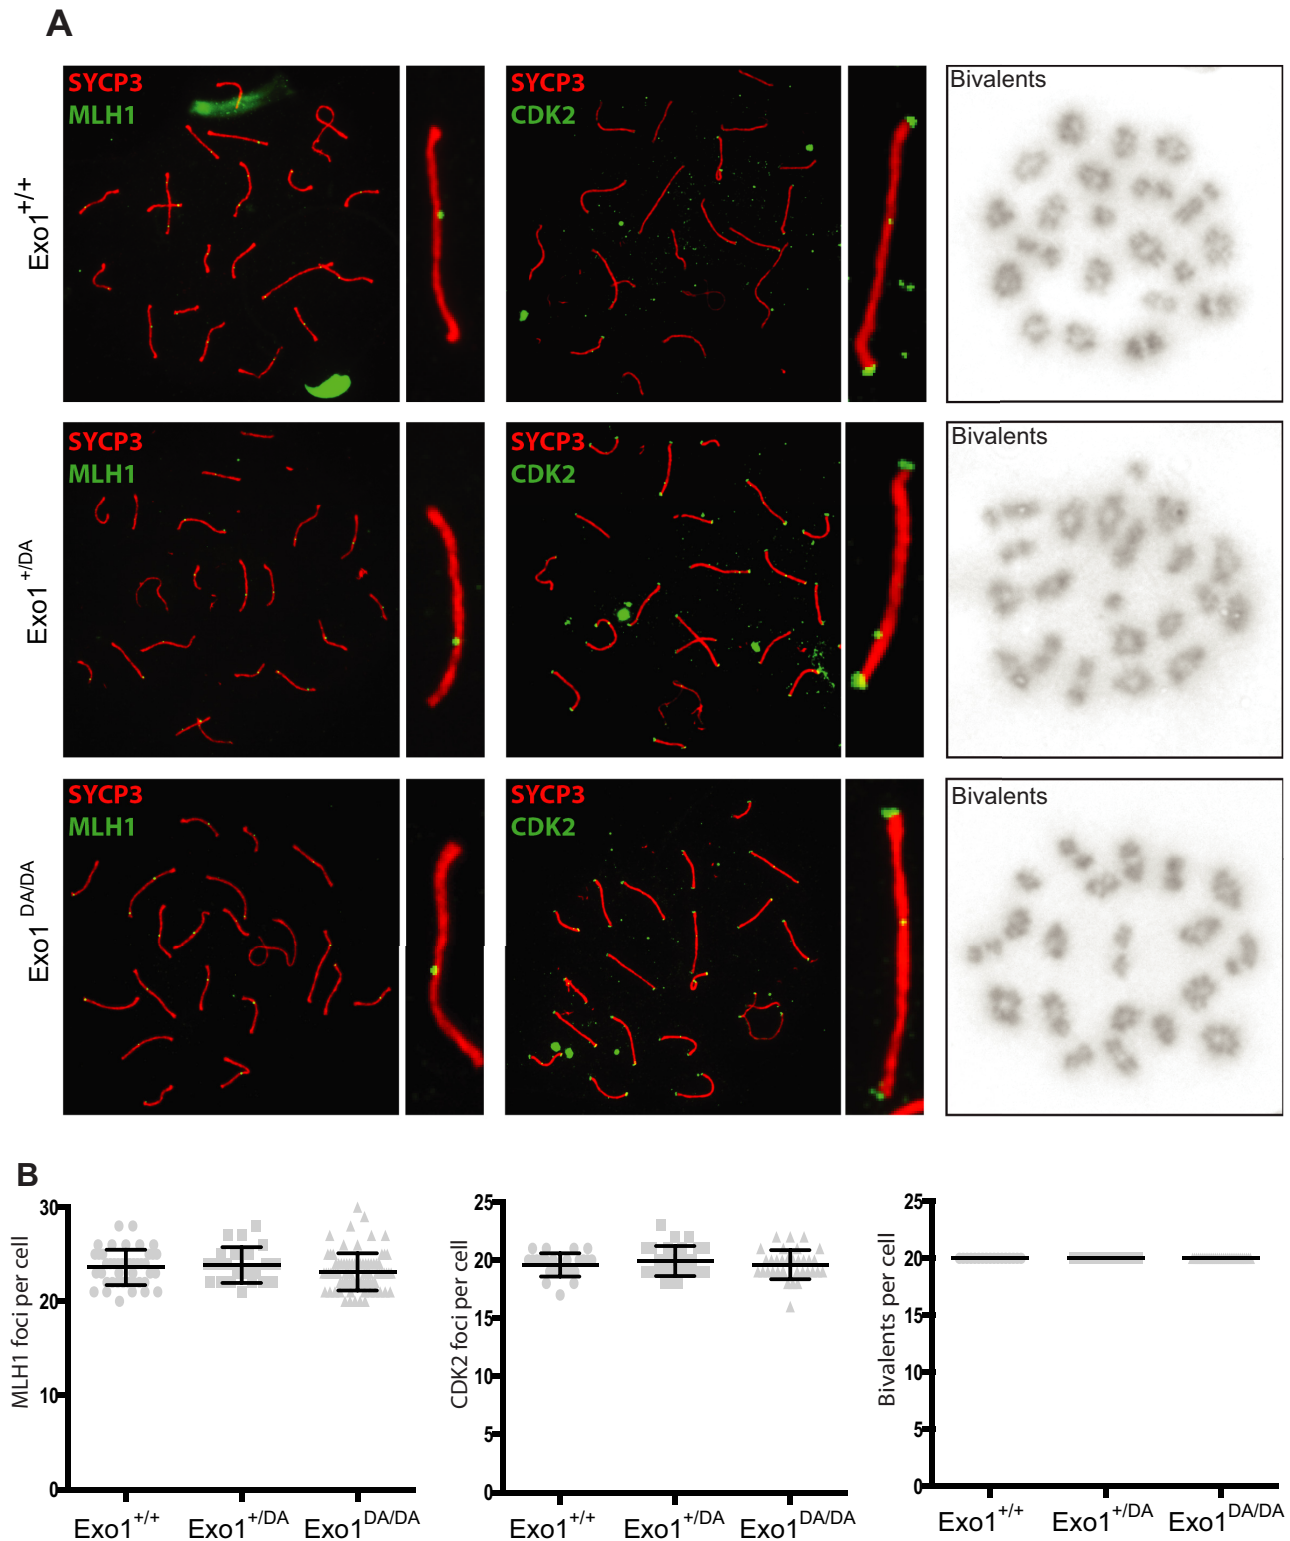 A
SYCP3
MLH1
SYCP3
CDK2
Bivalents
Exo1+/+
SYCP3
MLH1
SYCP3
CDK2
Bivalents
Exo1 +/DA
SYCP3
MLH1
SYCP3
CDK2
Bivalents
Exo1 DA/DA
B
MLH1 foci per cell
30
20
10
0
Exo1+/+ Exo1+/DA Exo1DA/DA
CDK2 foci per cell
25
20
15
10
5
0
Exo1+/+ Exo1+/DA Exo1DA/DA
Bivalents per cell
25
20
15
10
5
0
Exo1+/+ Exo1+/DA Exo1DA/DA